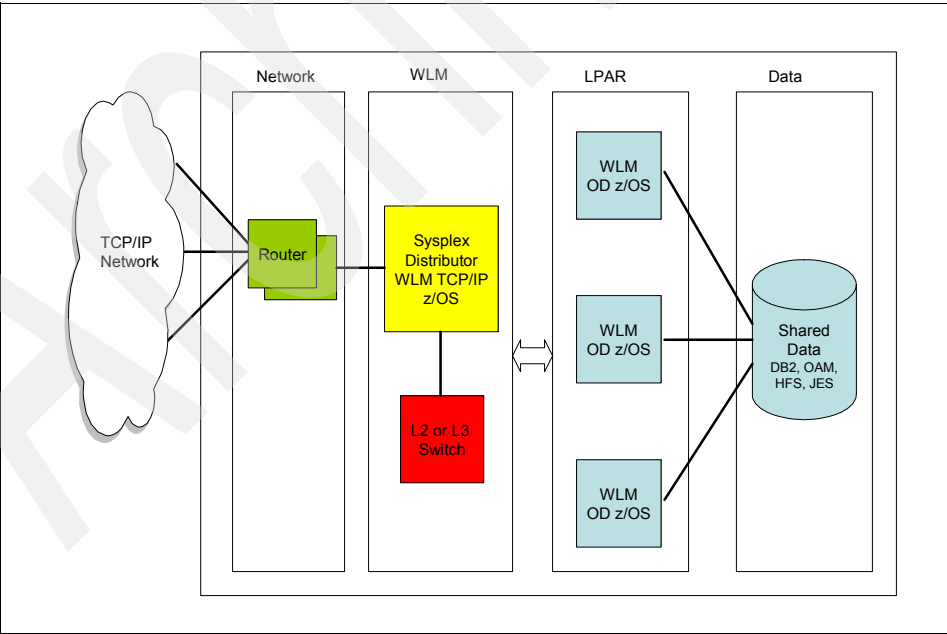 Network
WLM
LPAR
Data
TCP/IP
Network
Router
Sysplex
Distributor
WLM TCP/IP
z/OS
L2 or L3
Switch
WLM
OD z/OS
WLM
OD z/OS
WLM
OD z/OS
Shared
Data
DB2, OAM,
HFS, JES